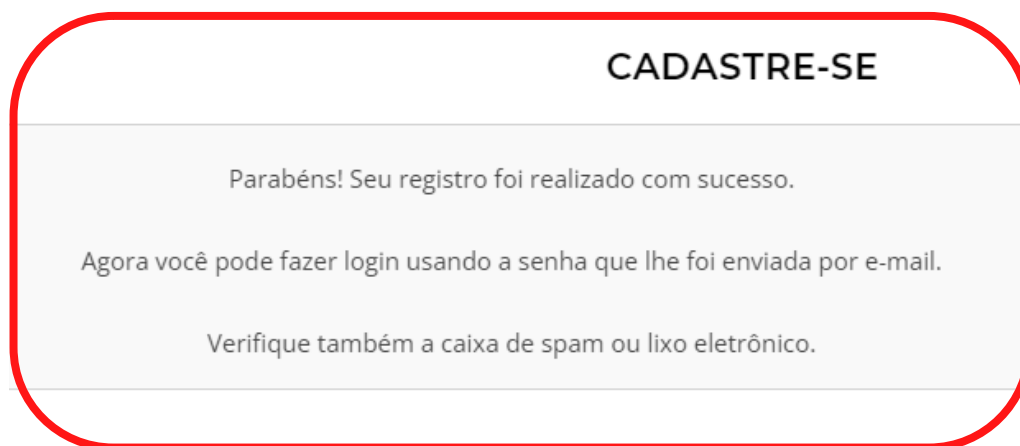 CADASTRE-SE
Parabéns! Seu registro foi realizado com sucesso.
Agora você pode fazer login usando a senha que lhe foi enviada por e-mail.
Verifique também a caixa de spam ou lixo eletrônico.